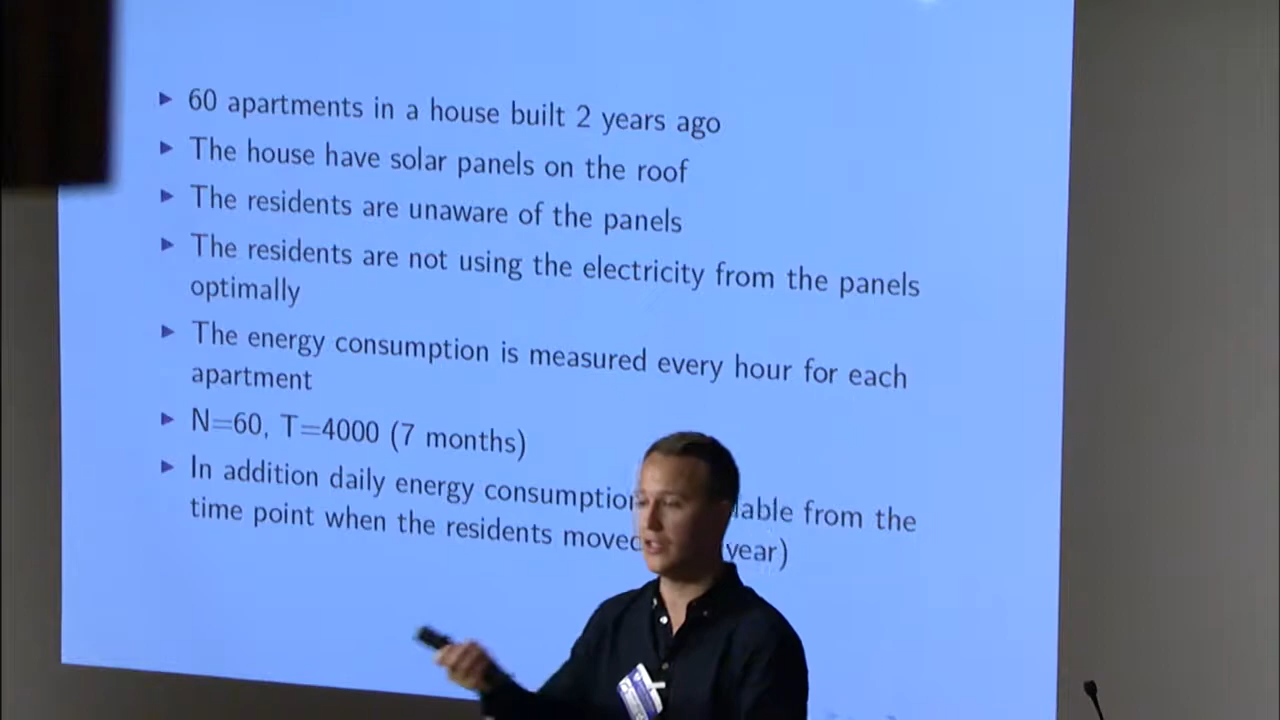 60 apartments in a house built 2 years ago
The house have solar panels on the roof
The residents are unaware of the panels
The residents are not using the electricity from the panels
optimally
The energy consumption is measured every hour for each
apartment
N=60, T=4000 (7 months)
In addition daily energy consumption from the
time point when the residents moved year)